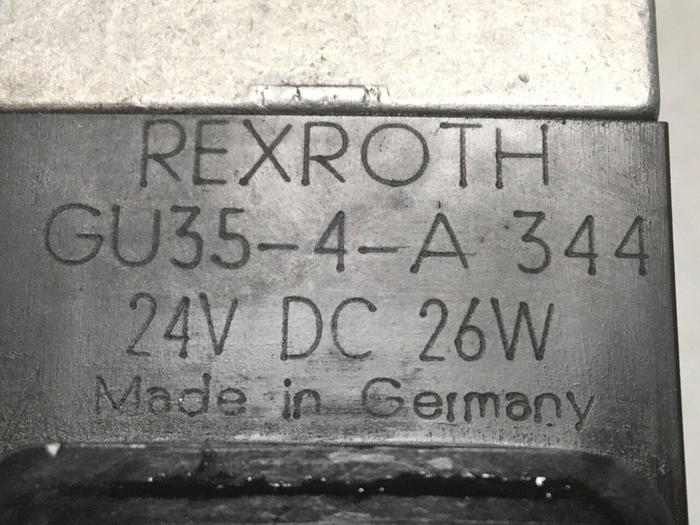 REXROTH
GU35-4-A 344
24V DC 26W
Made in Germany